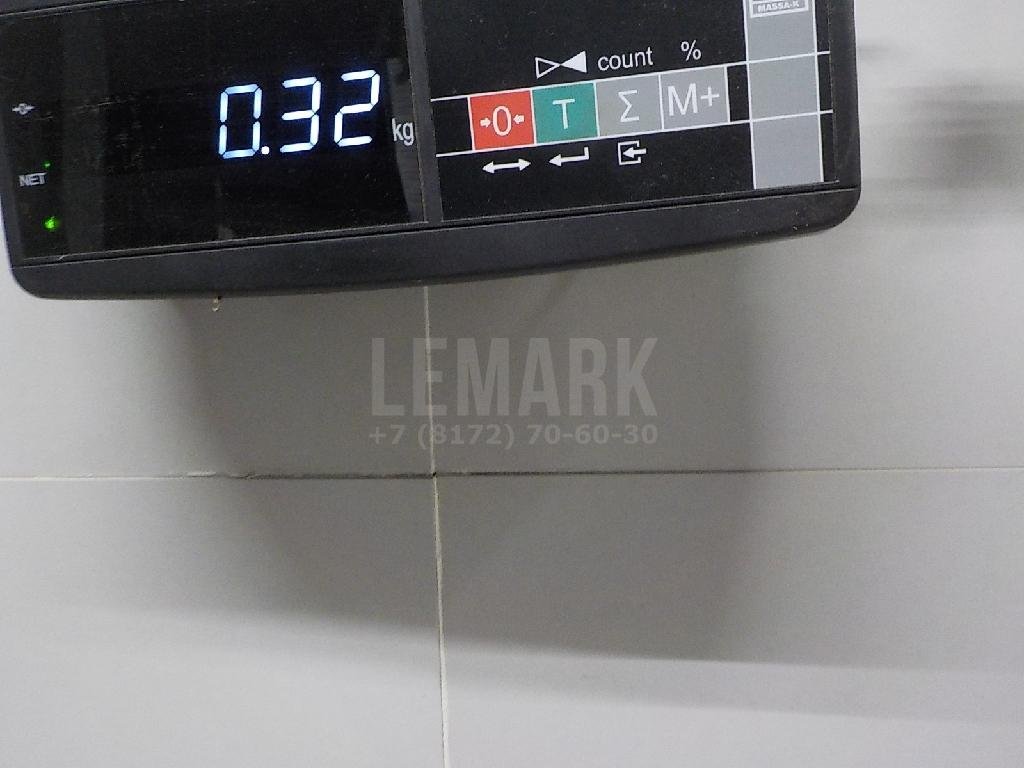 MASSA-K
count %
0.32 kg
→0← T Σ M+
NET
LEMARK
+7 (8172) 70-60-30